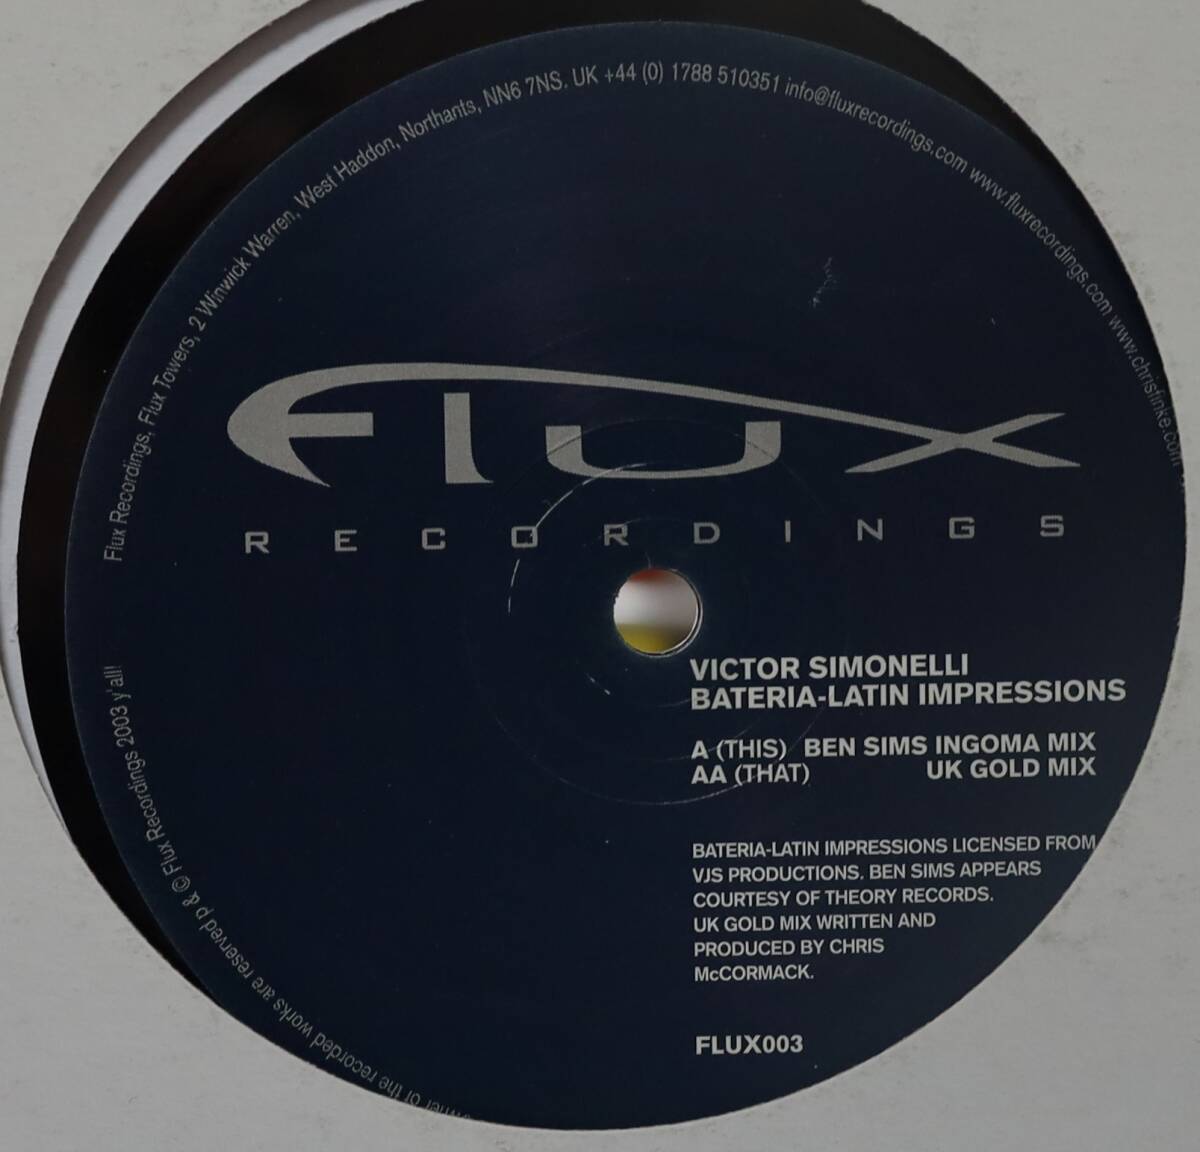 Flux Recordings, Flux Towers, 2 Winwick Warren, West Haddon, Northants, NN6 7NS. UK +44 (0) 1788 510351 info@fluxrecordings.com www.fluxrecordings.com www.chrisfinke.com
Flux
RECORDINGS
VICTOR SIMONELLI
BATERIA-LATIN IMPRESSIONS
A (THIS) BEN SIMS INGOMA MIX
AA (THAT) UK GOLD MIX
BATERIA-LATIN IMPRESSIONS LICENSED FROM
VJS PRODUCTIONS. BEN SIMS APPEARS
COURTESY OF THEORY RECORDS.
UK GOLD MIX WRITTEN AND
PRODUCED BY CHRIS
McCORMACK.
FLUX003
of the recorded works are reserved p & © Flux Recordings 2003 y'all!